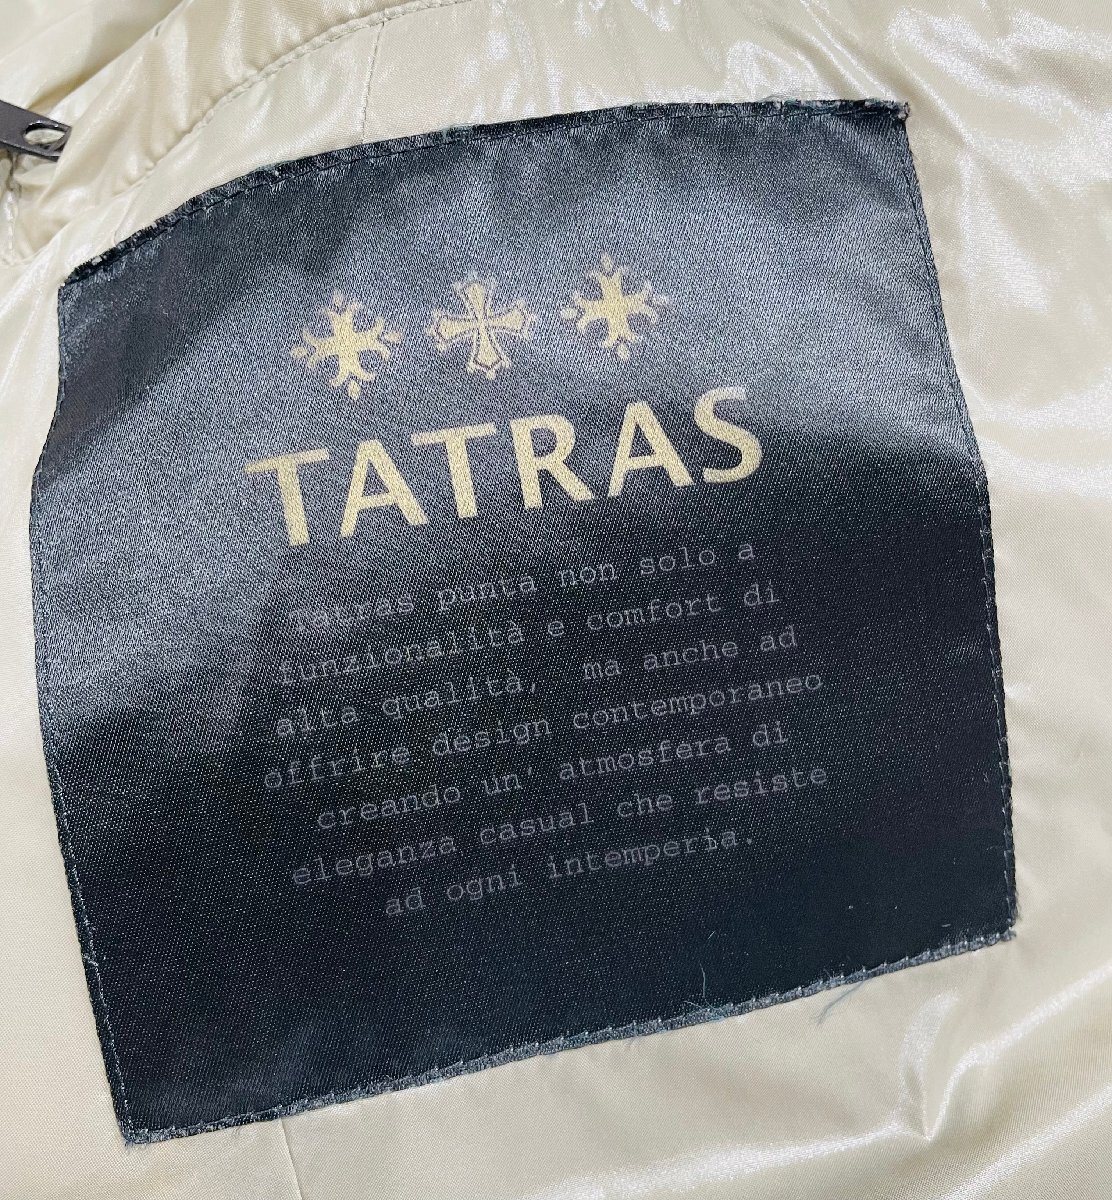 TATRAS
Tatras punta non solo a
funzionalità e comfort di
alta qualità, ma anche ad
offrire design contemporaneo
creando un' atmosfera di
eleganza casual che resiste
ad ogni intemperia.